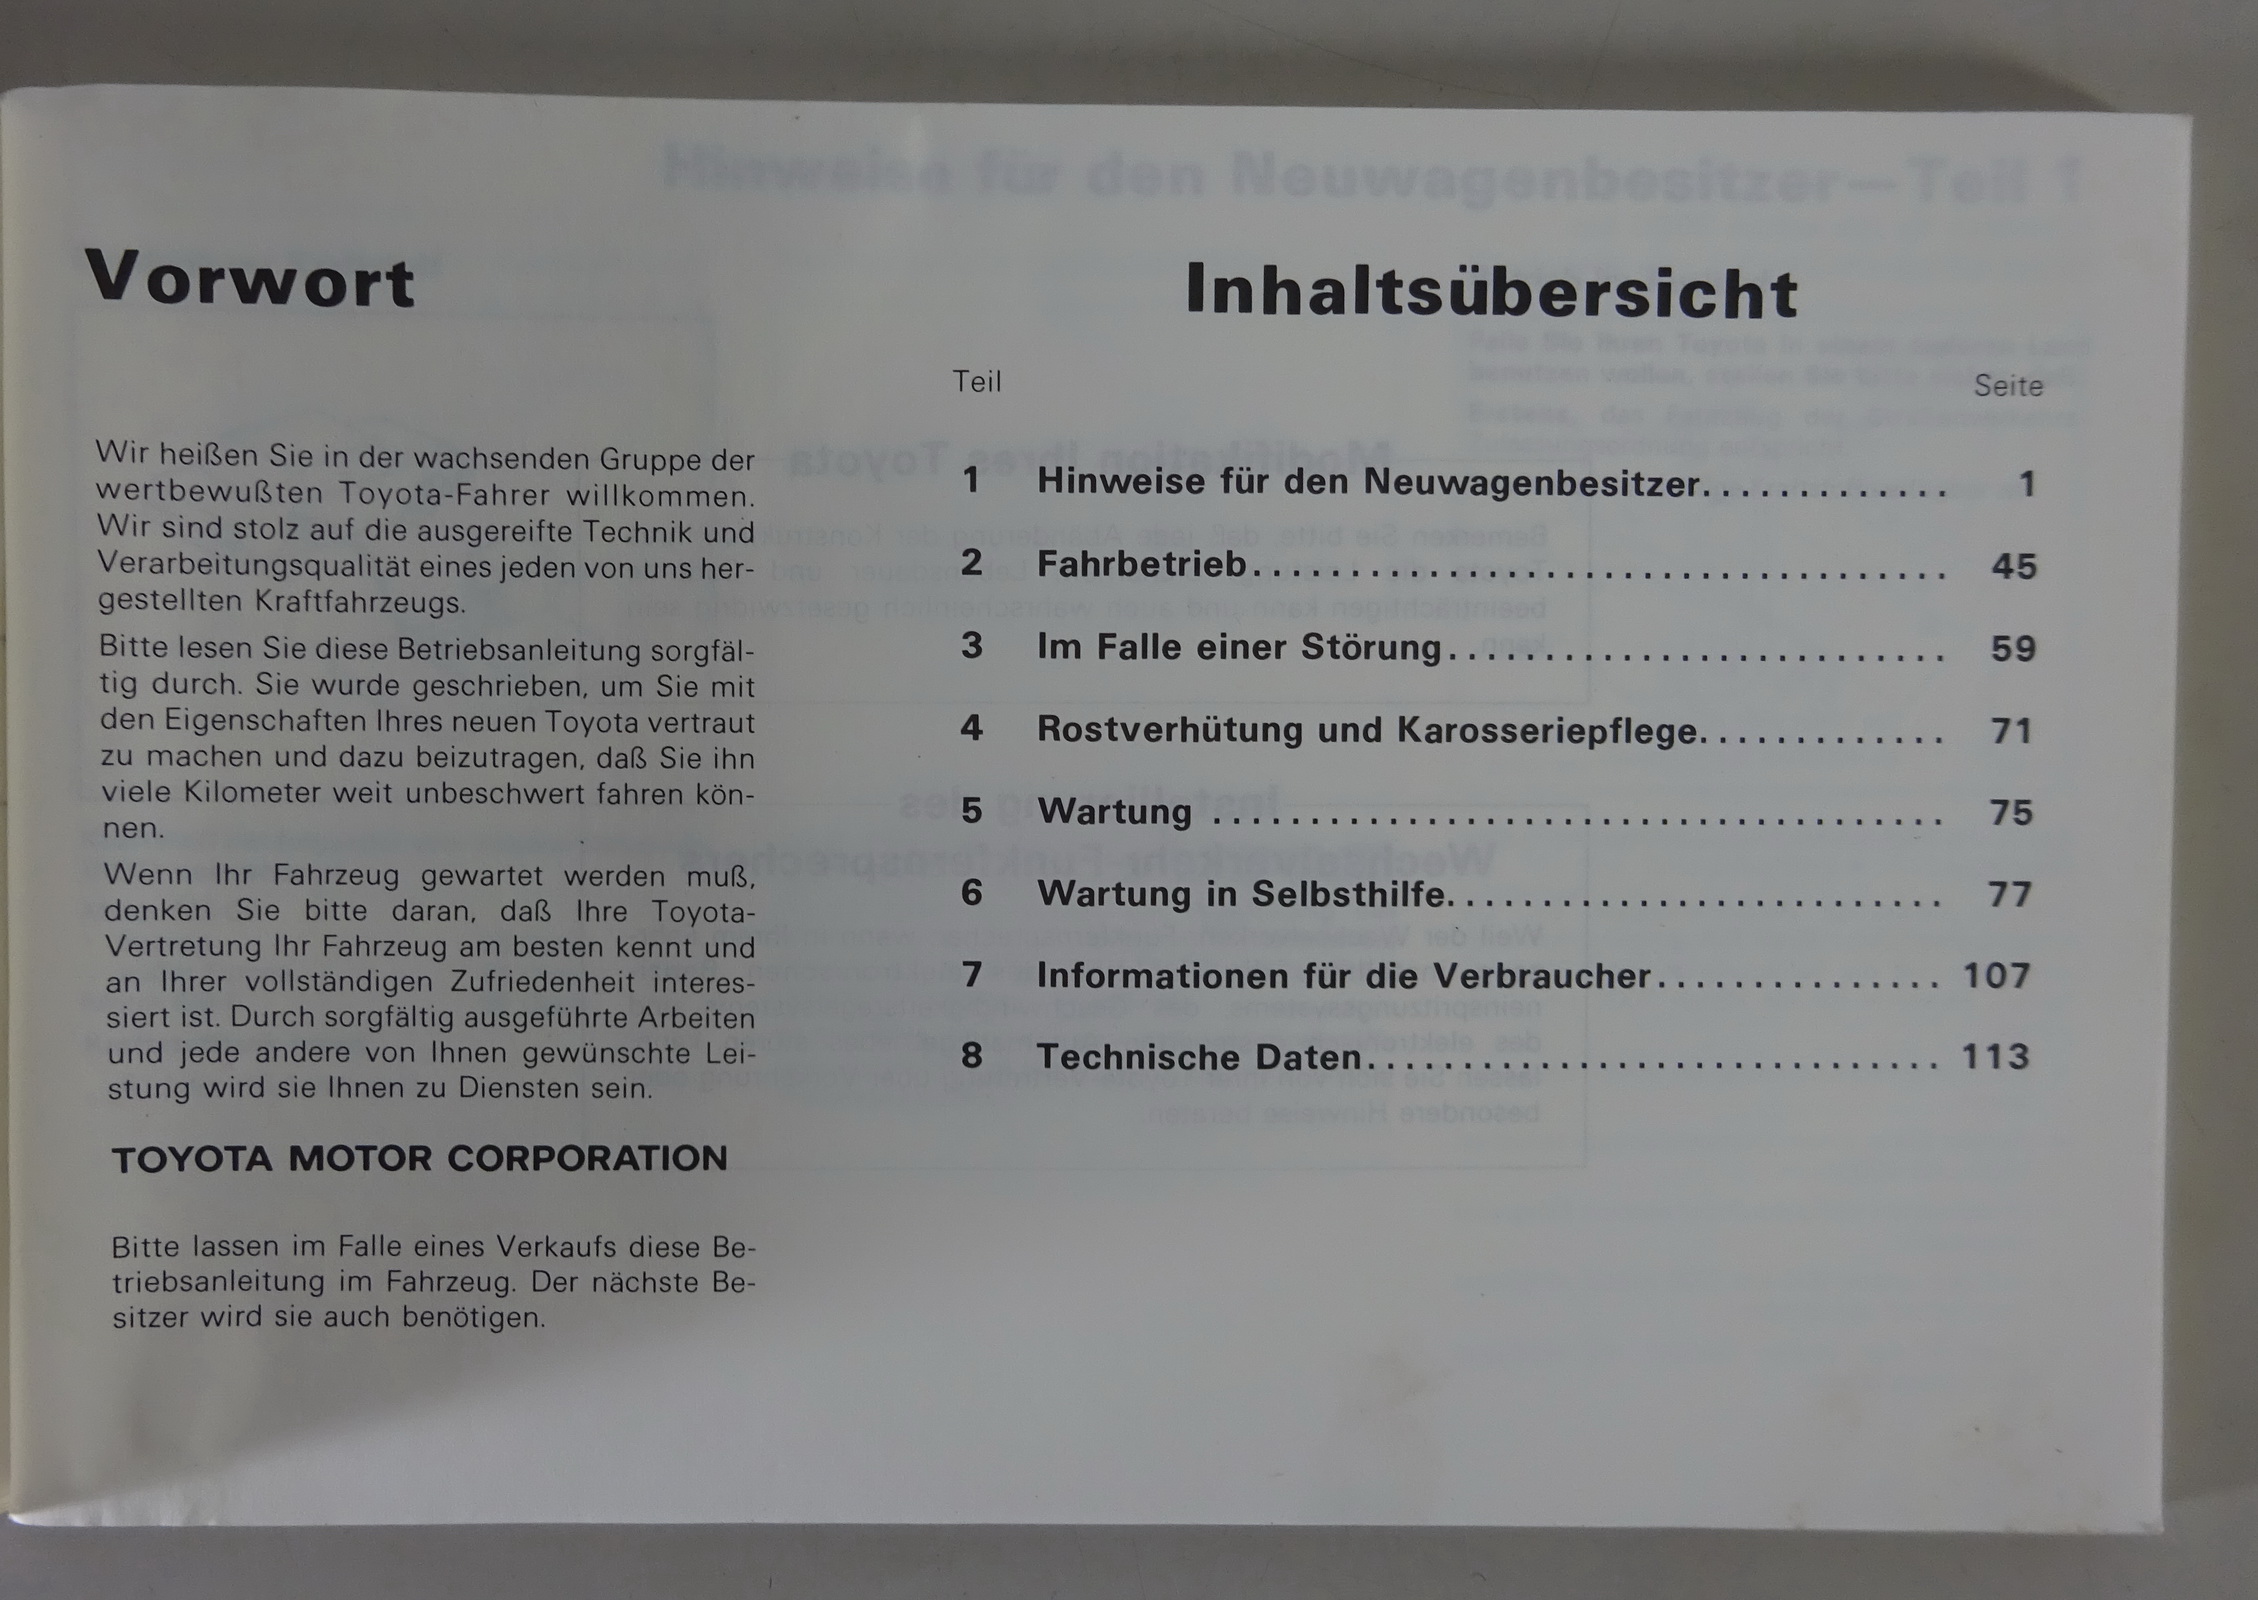 Vorwort
Wir heißen Sie in der wachsenden Gruppe der
wertbewußten Toyota-Fahrer willkommen.
Wir sind stolz auf die ausgereifte Technik und
Verarbeitungsqualität eines jeden von uns her-
gestellten Kraftfahrzeugs.
Bitte lesen Sie diese Betriebsanleitung sorgfäl-
tig durch. Sie wurde geschrieben, um Sie mit
den Eigenschaften Ihres neuen Toyota vertraut
zu machen und dazu beizutragen, daß Sie ihn
viele Kilometer weit unbeschwert fahren kön-
nen.
Wenn Ihr Fahrzeug gewartet werden muß,
denken Sie bitte daran, daß Ihre Toyota-
Vertretung Ihr Fahrzeug am besten kennt und
an Ihrer vollständigen Zufriedenheit interes-
siert ist. Durch sorgfältig ausgeführte Arbeiten
und jede andere von Ihnen gewünschte Lei-
stung wird sie Ihnen zu Diensten sein.
TOYOTA MOTOR CORPORATION
Bitte lassen im Falle eines Verkaufs diese Be-
triebsanleitung im Fahrzeug. Der nächste Be-
sitzer wird sie auch benötigen.
Inhaltsübersicht
Teil Seite
1 Hinweise für den Neuwagenbesitzer............. 1
2 Fahrbetrieb.................................... 45
3 Im Falle einer Störung.......................... 59
4 Rostverhütung und Karosseriepflege............. 71
5 Wartung ...................................... 75
6 Wartung in Selbsthilfe.......................... 77
7 Informationen für die Verbraucher............... 107
8 Technische Daten.............................. 113
Hinweise für den Neuwagenbesitzer—Teil 1